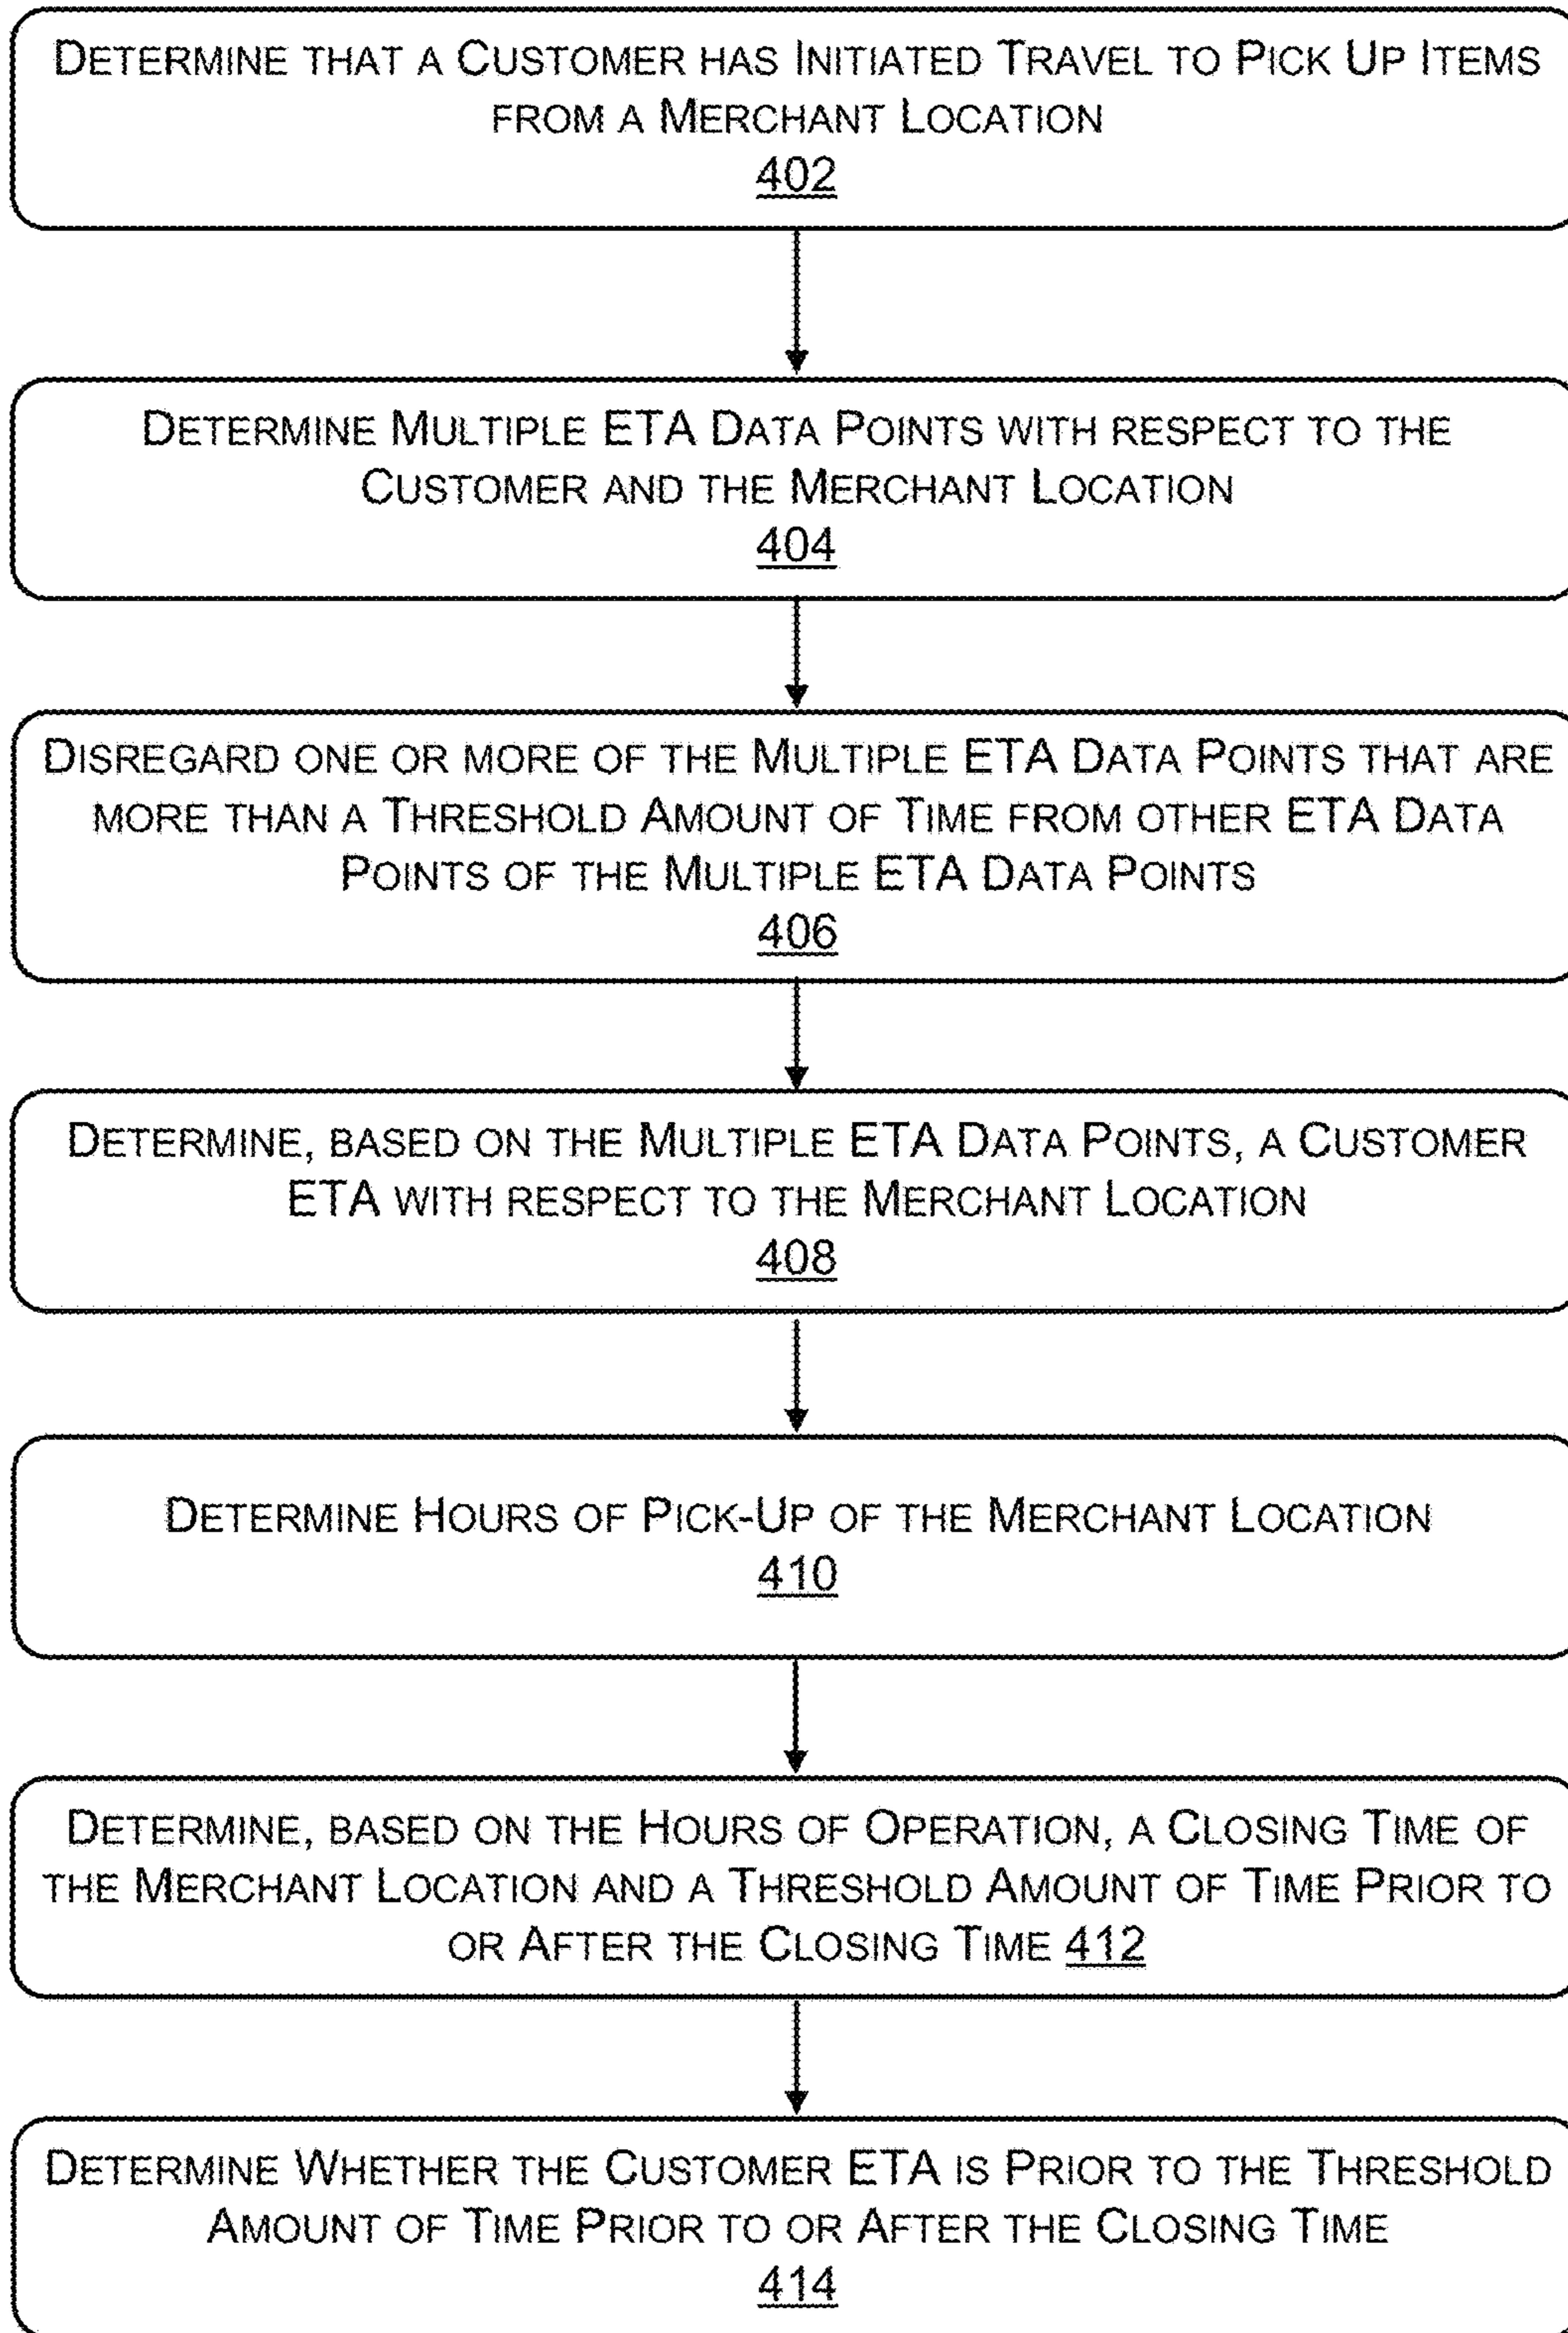 DETERMINE THAT A CUSTOMER HAS INITIATED TRAVEL TO PICK UP ITEMS
FROM A MERCHANT LOCATION
402
DETERMINE MULTIPLE ETA DATA POINTS WITH RESPECT TO THE
CUSTOMER AND THE MERCHANT LOCATION
404
DISREGARD ONE OR MORE OF THE MULTIPLE ETA DATA POINTS THAT ARE
MORE THAN A THRESHOLD AMOUNT OF TIME FROM OTHER ETA DATA
POINTS OF THE MULTIPLE ETA DATA POINTS
406
DETERMINE, BASED ON THE MULTIPLE ETA DATA POINTS, A CUSTOMER
ETA WITH RESPECT TO THE MERCHANT LOCATION
408
DETERMINE HOURS OF PICK-UP OF THE MERCHANT LOCATION
410
DETERMINE, BASED ON THE HOURS OF OPERATION, A CLOSING TIME OF
THE MERCHANT LOCATION AND A THRESHOLD AMOUNT OF TIME PRIOR TO
OR AFTER THE CLOSING TIME 412
DETERMINE WHETHER THE CUSTOMER ETA IS PRIOR TO THE THRESHOLD
AMOUNT OF TIME PRIOR TO OR AFTER THE CLOSING TIME
414